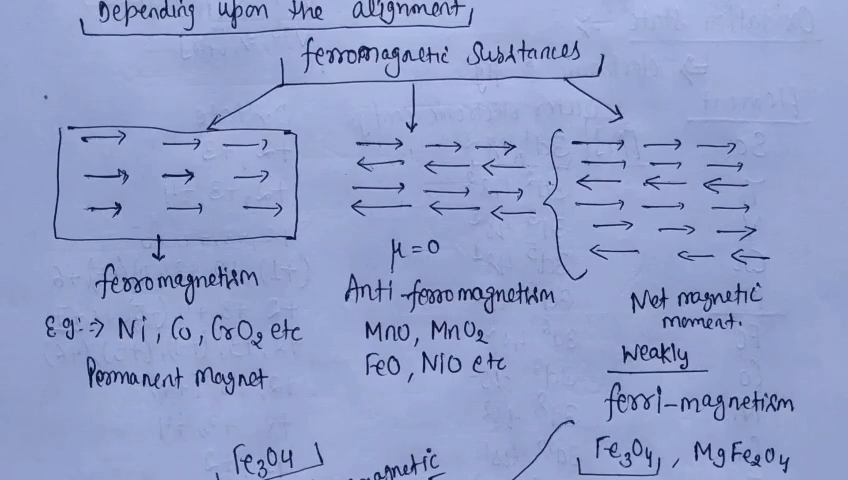 Depending upon the alignment,
ferromagnetic Substances
μ = 0
ferromagnetism
Eg:-> Ni, Co, CrO2 etc
Permanent Magnet
Anti-ferromagnetism
MnO, MnO2
FeO, NiO etc
Net magnetic
moment.
Weakly
ferri-magnetism
Fe3O4, MgFe2O4
Fe3O4
magnetic